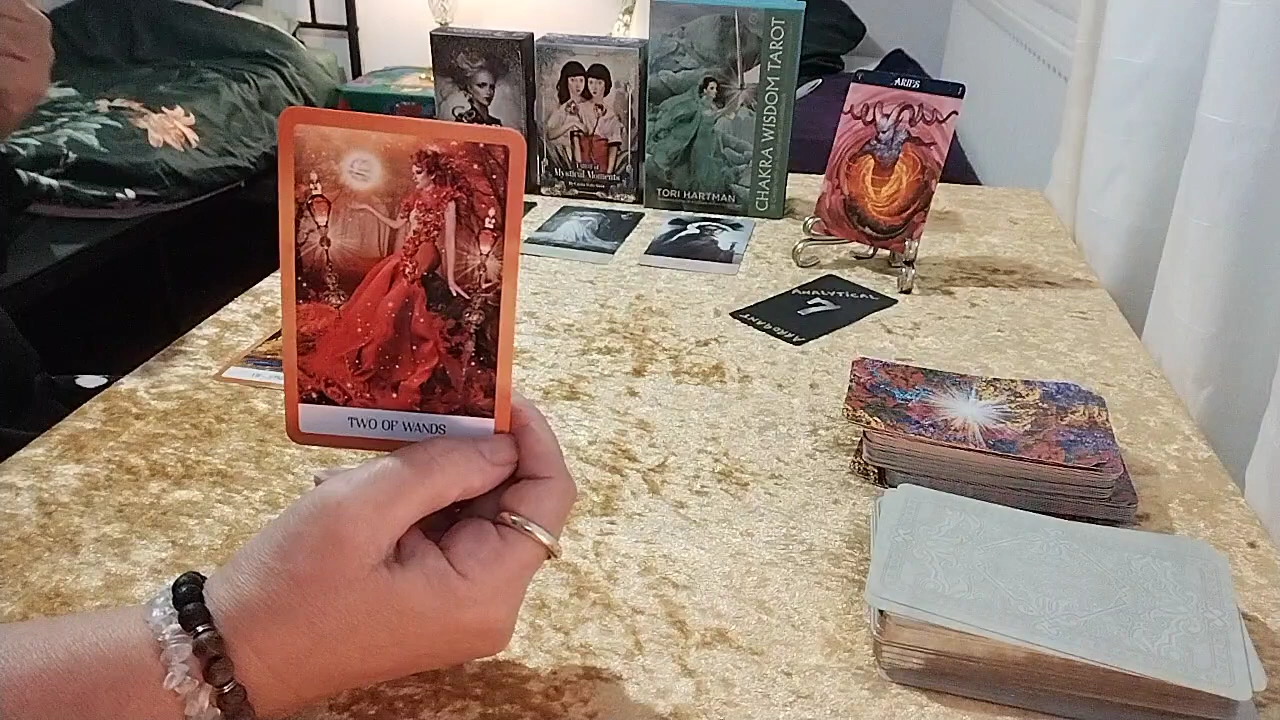 ARIES
Mystical Moments
CHAKRA WISDOM TAROT
TORI HARTMAN
ANALYTICAL
7
ARROGANT
TWO OF WANDS